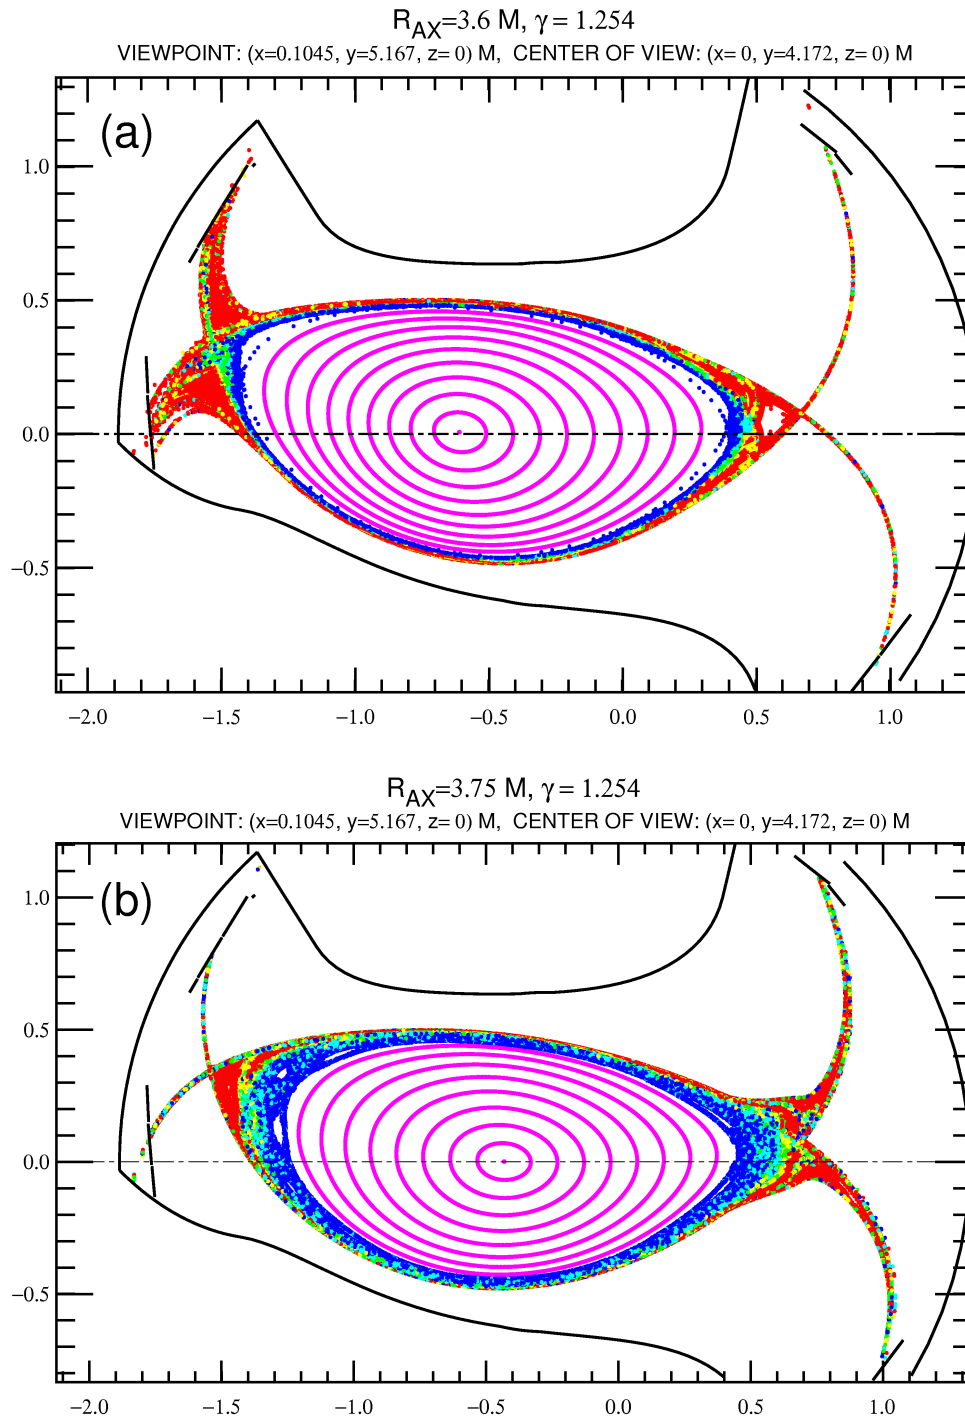 R_AX=3.6 M, γ = 1.254
VIEWPOINT: (x=0.1045, y=5.167, z= 0) M, CENTER OF VIEW: (x= 0, y=4.172, z= 0) M
(a)
1.0
0.5
0.0
−0.5
−2.0 −1.5 −1.0 −0.5 0.0 0.5 1.0
R_AX=3.75 M, γ = 1.254
VIEWPOINT: (x=0.1045, y=5.167, z= 0) M, CENTER OF VIEW: (x= 0, y=4.172, z= 0) M
(b)
1.0
0.5
0.0
−0.5
−2.0 −1.5 −1.0 −0.5 0.0 0.5 1.0